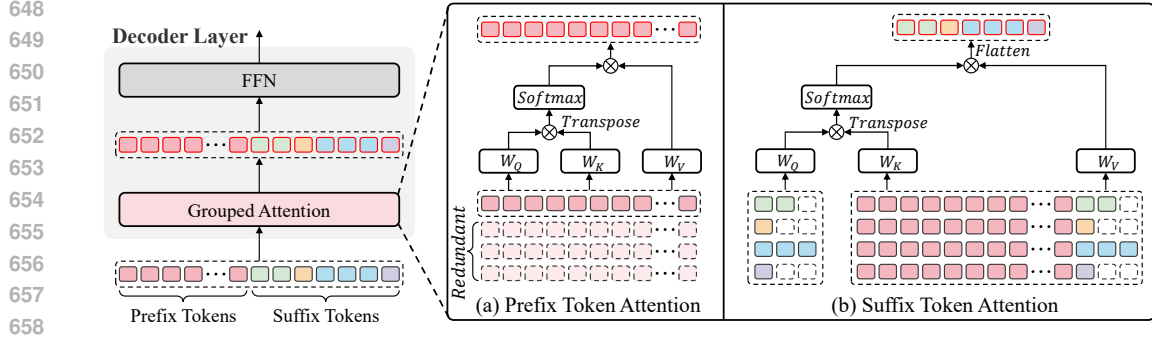 648
649
650
651
652
653
654
655
656
657
658
Decoder Layer
FFN
Grouped Attention
Prefix Tokens
Suffix Tokens
Softmax
Transpose
W_Q
W_K
W_V
Redumdant
(a) Prefix Token Attention
Flatten
Softmax
Transpose
W_Q
W_K
W_V
(b) Suffix Token Attention